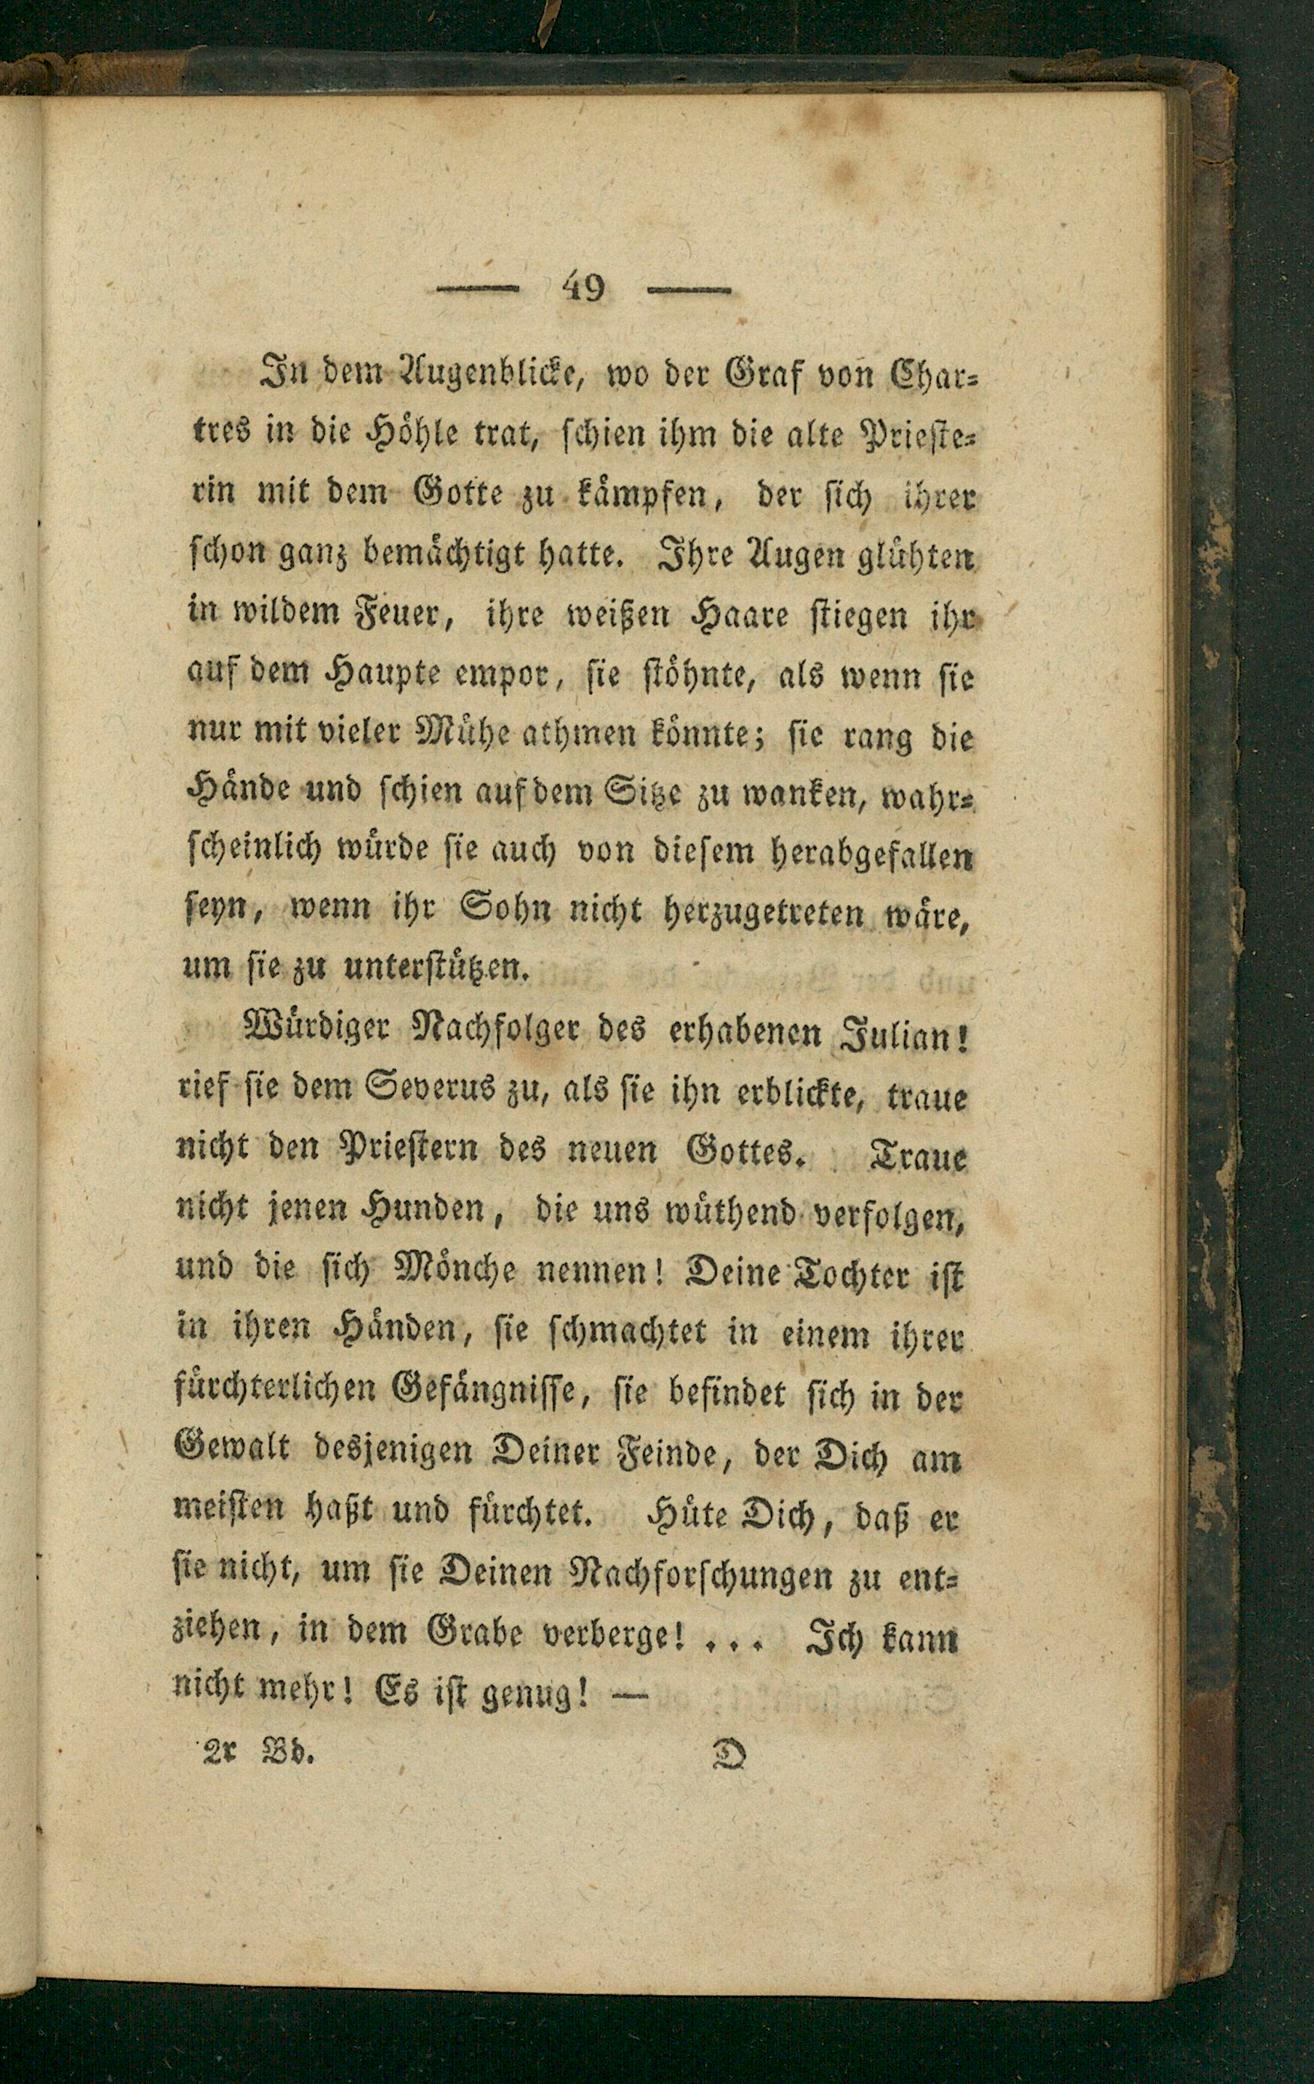 — 49 —
In dem Augenblicke, wo der Graf von Char-
tres in die Höhle trat, schien ihm die alte Prieste-
rin mit dem Gotte zu kämpfen, der sich ihrer
schon ganz bemächtigt hatte. Ihre Augen glühten
in wildem Feuer, ihre weißen Haare stiegen ihr
auf dem Haupte empor, sie stöhnte, als wenn sie
nur mit vieler Mühe athmen könnte; sie rang die
Hände und schien auf dem Sitze zu wanken, wahr-
scheinlich würde sie auch von diesem herabgefallen
seyn, wenn ihr Sohn nicht herzugetreten wäre,
um sie zu unterstützen.
Würdiger Nachfolger des erhabenen Julian!
rief sie dem Severus zu, als sie ihn erblickte, traue
nicht den Priestern des neuen Gottes. Traue
nicht jenen Hunden, die uns wüthend verfolgen,
und die sich Mönche nennen! Deine Tochter ist
in ihren Händen, sie schmachtet in einem ihrer
fürchterlichen Gefängnisse, sie befindet sich in der
Gewalt desjenigen Deiner Feinde, der Dich am
meisten haßt und fürchtet. Hüte Dich, daß er
sie nicht, um sie Deinen Nachforschungen zu ent-
ziehen, in dem Grabe verberge! ... Ich kann
nicht mehr! Es ist genug! —
2r Bd. D